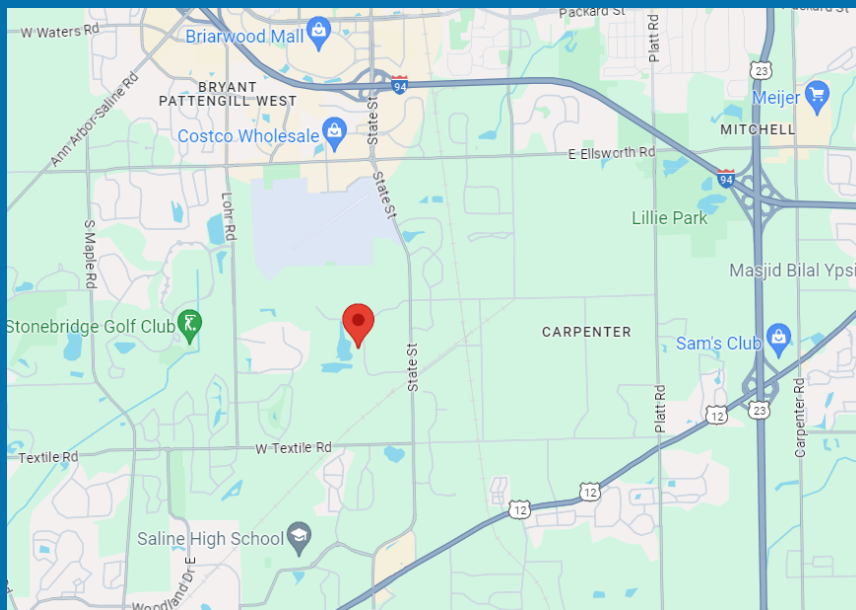 Packard St
Packard St
W Waters Rd
Briarwood Mall
Platt Rd
23
94
BRYANT
PATTENGILL WEST
Meijer
State St
Ann Arbor-Saline Rd
Costco Wholesale
MITCHELL
E Ellsworth Rd
94
State St
Lohr Rd
S Maple Rd
Lillie Park
Masjid Bilal Ypsi
Stonebridge Golf Club
CARPENTER
Sam's Club
State St
Platt Rd
12
23
Carpenter Rd
W Textile Rd
Textile Rd
12
12
Saline High School
Woodland Dr E